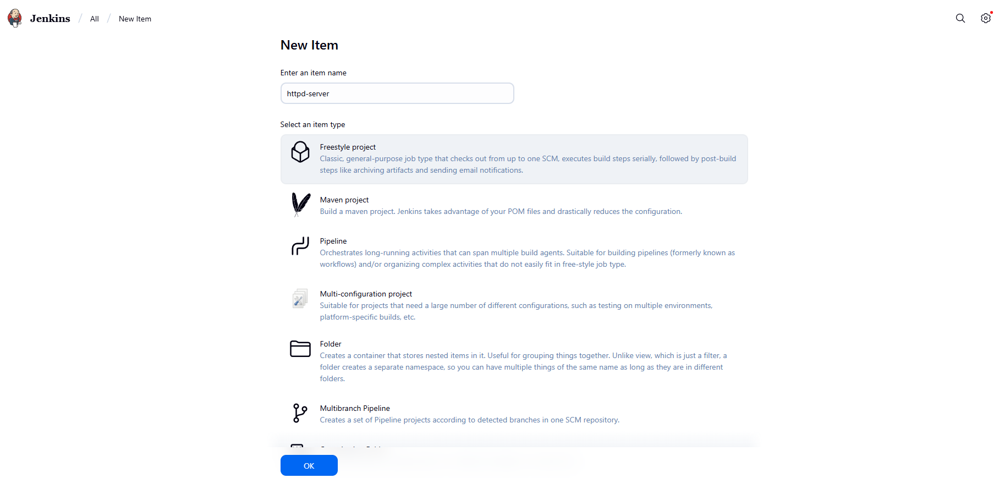 Jenkins / All / New Item
New Item
Enter an item name
httpd-server
Select an item type
Freestyle project
Classic, general-purpose job type that checks out from up to one SCM, executes build steps serially, followed by post-build
steps like archiving artifacts and sending email notifications.
Maven project
Build a maven project. Jenkins takes advantage of your POM files and drastically reduces the configuration.
Pipeline
Orchestrates long-running activities that can span multiple build agents. Suitable for building pipelines (formerly known as
workflows) and/or organizing complex activities that do not easily fit in free-style job type.
Multi-configuration project
Suitable for projects that need a large number of different configurations, such as testing on multiple environments,
platform-specific builds, etc.
Folder
Creates a container that stores nested items in it. Useful for grouping things together. Unlike view, which is just a filter, a
folder creates a separate namespace, so you can have multiple things of the same name as long as they are in different
folders.
Multibranch Pipeline
Creates a set of Pipeline projects according to detected branches in one SCM repository.
OK